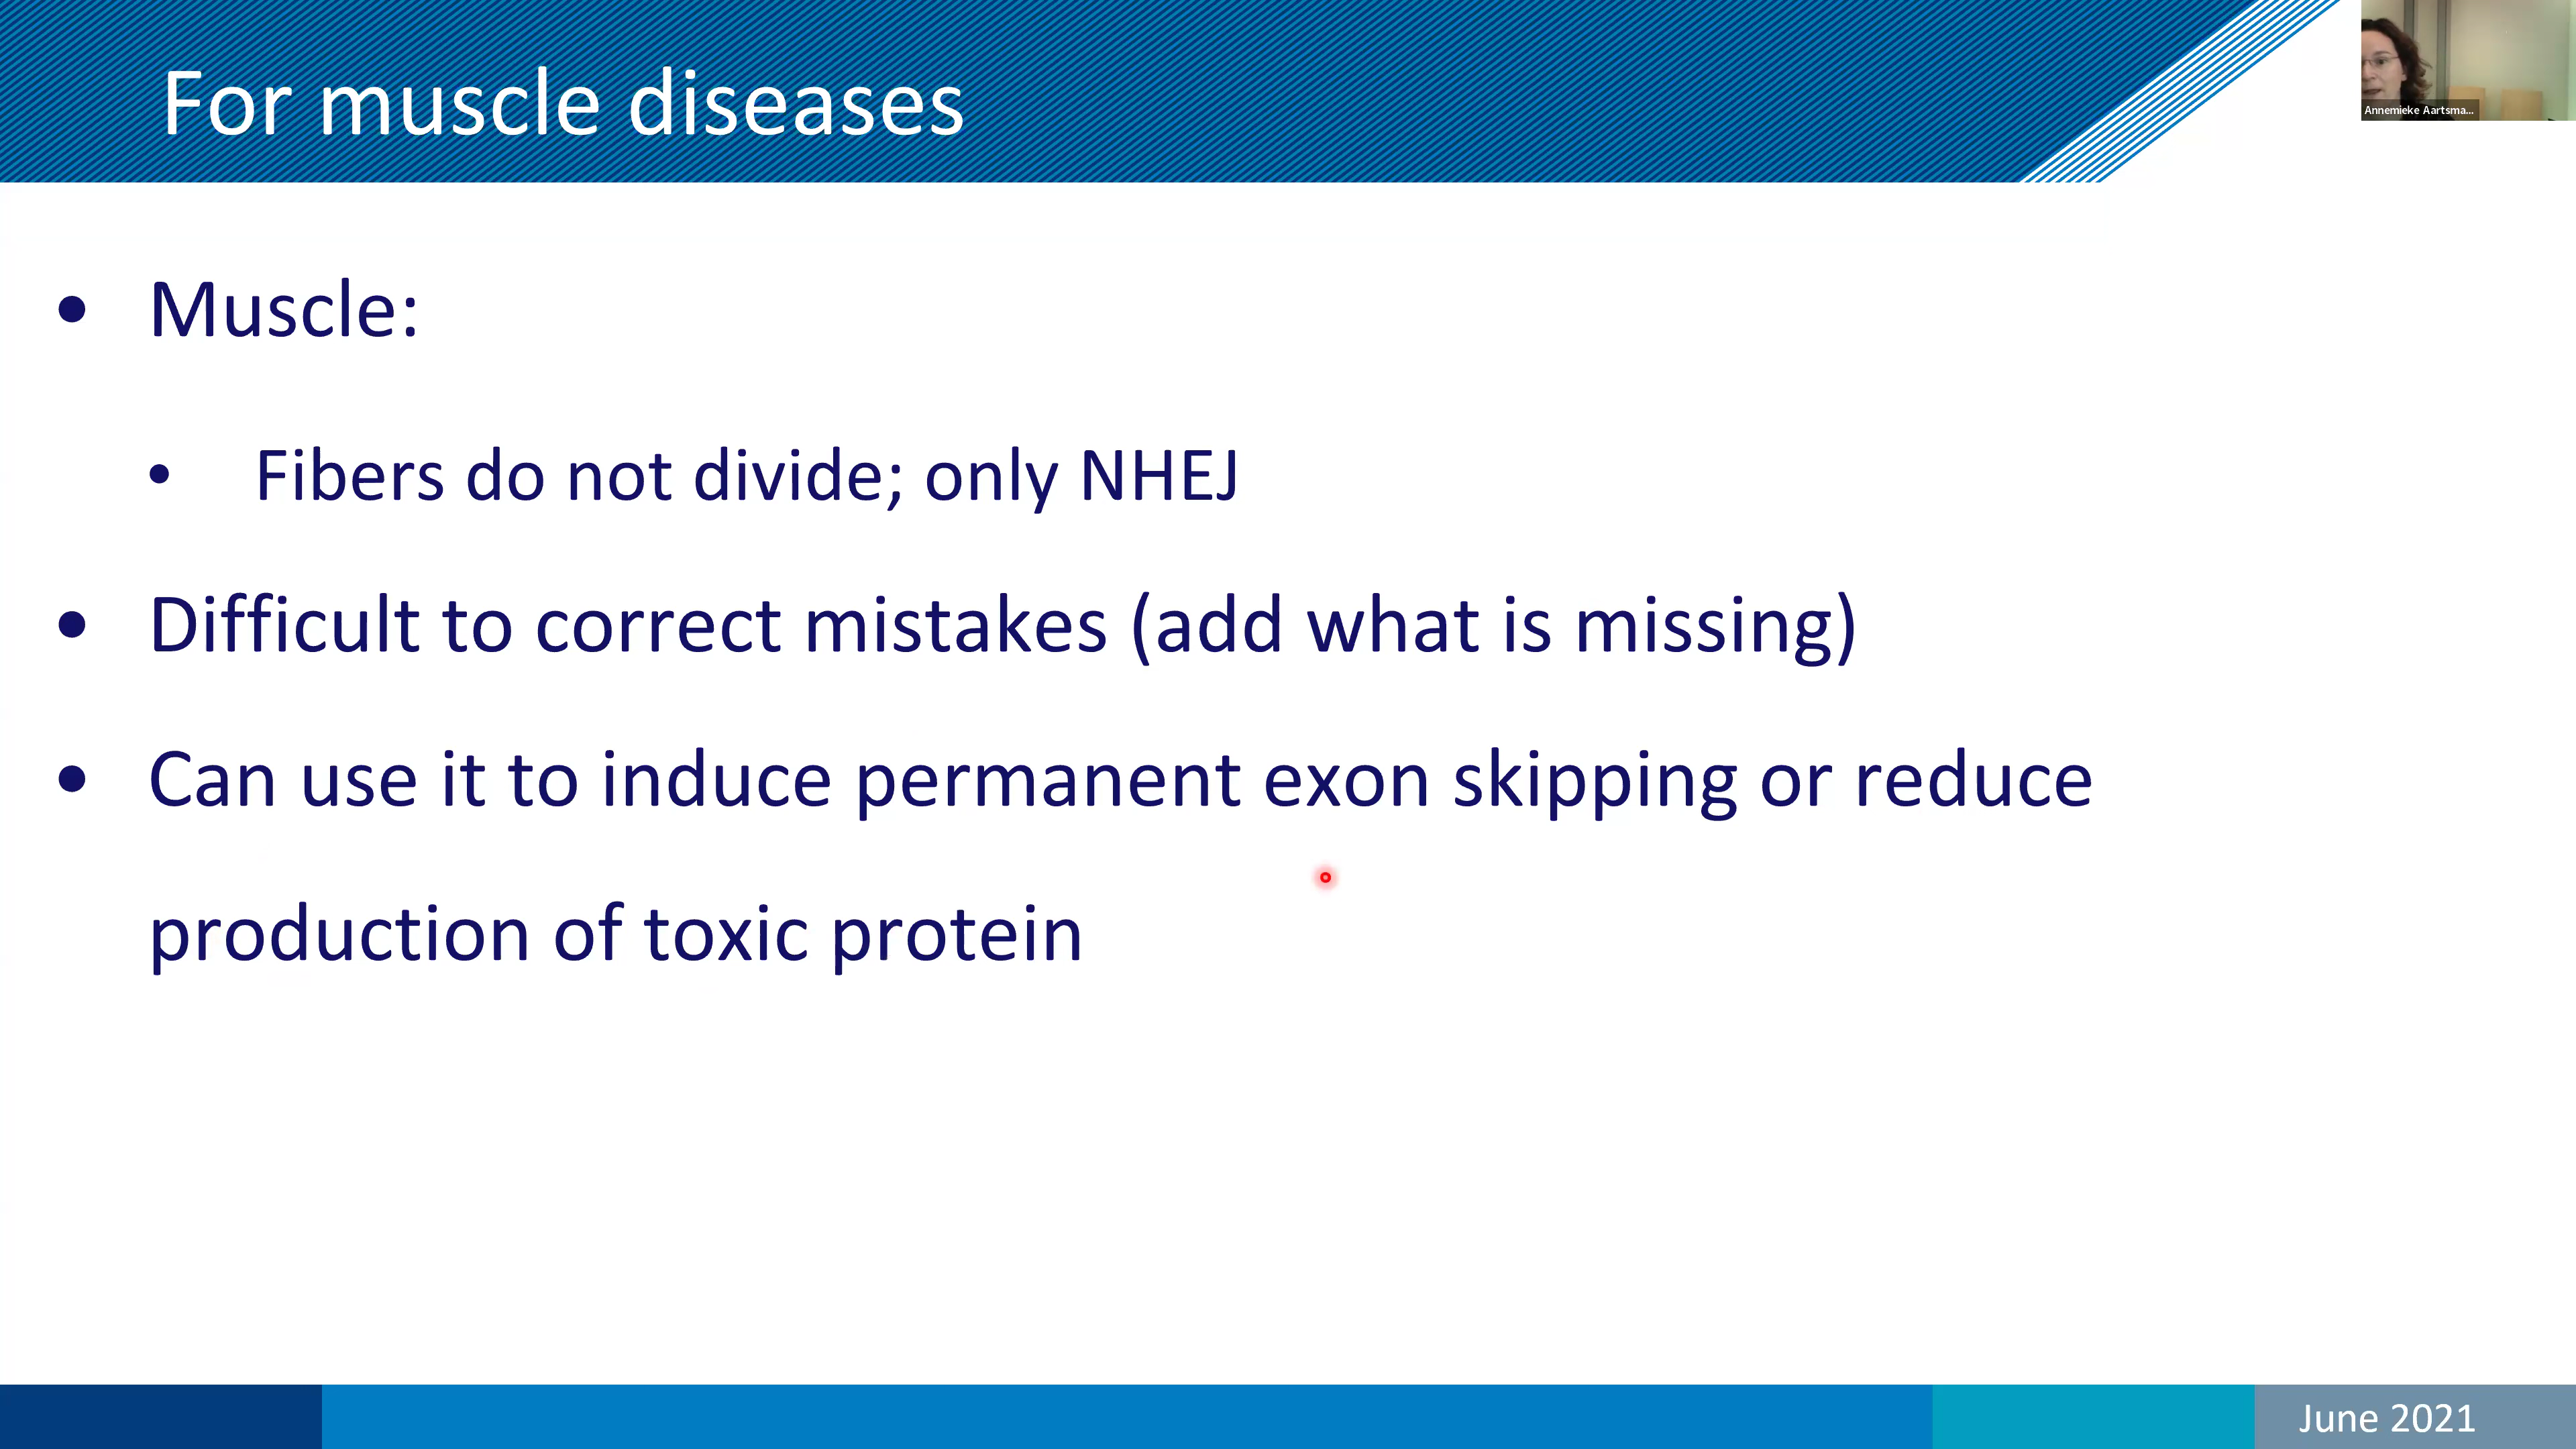 For muscle diseases
Annemieke Aartsma...
• Muscle:
• Fibers do not divide; only NHEJ
• Difficult to correct mistakes (add what is missing)
• Can use it to induce permanent exon skipping or reduce
production of toxic protein
June 2021